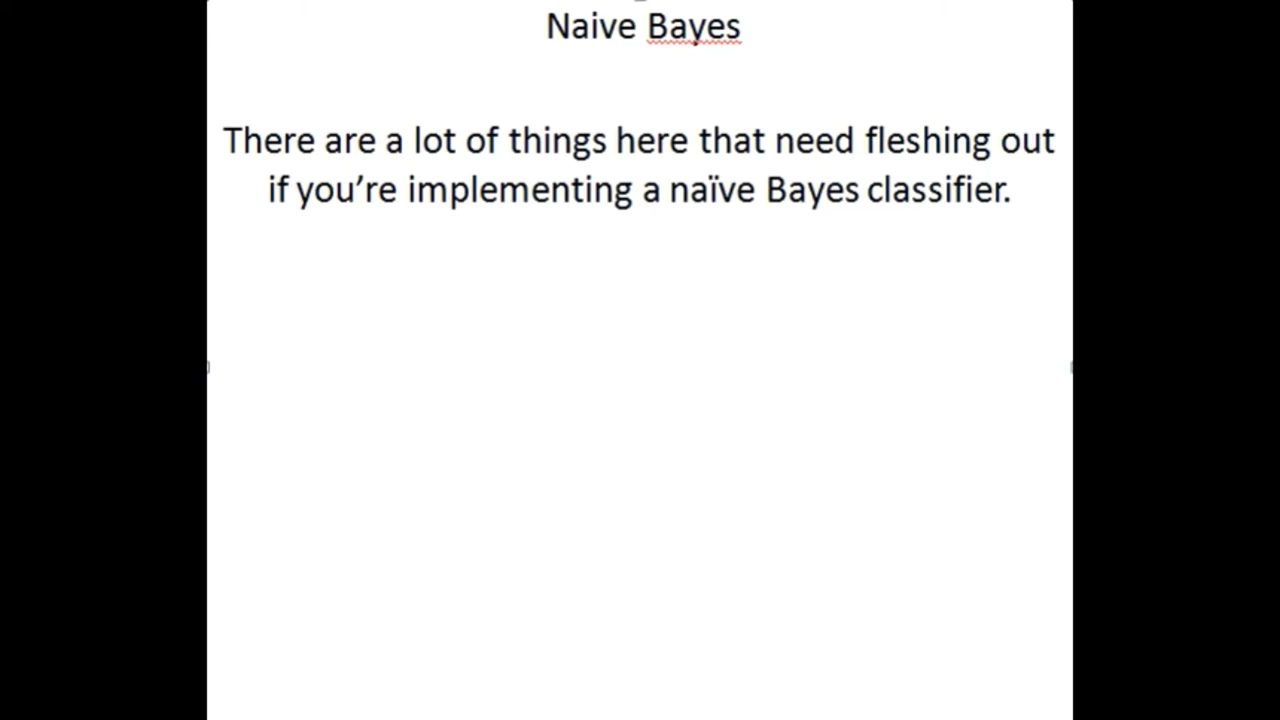 Naive Bayes
There are a lot of things here that need fleshing out
if you’re implementing a naïve Bayes classifier.